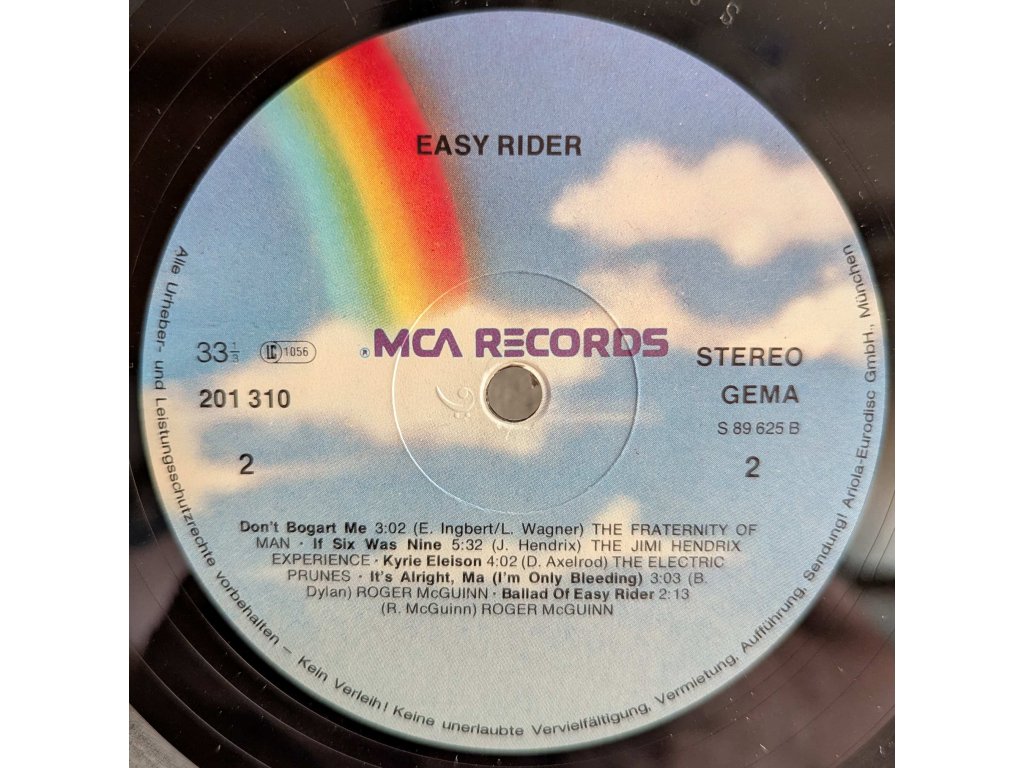 EASY RIDER
® MCA RECORDS
33 1/3 LC 1056
201 310
2
STEREO
GEMA
S 89 625 B
2
Don't Bogart Me 3:02 (E. Ingbert/L. Wagner) THE FRATERNITY OF
MAN · If Six Was Nine 5:32 (J. Hendrix) THE JIMI HENDRIX
EXPERIENCE · Kyrie Eleison 4:02 (D. Axelrod) THE ELECTRIC
PRUNES · It's Alright, Ma (I'm Only Bleeding) 3:03 (B.
Dylan) ROGER McGUINN · Ballad Of Easy Rider 2:13
(R. McGuinn) ROGER McGUINN
Alle Urheber- und Leistungsschutzrechte vorbehalten – Kein Verleih! Keine unerlaubte Vervielfältigung, Vermietung, Aufführung, Sendung! Ariola-Eurodisc GmbH., München